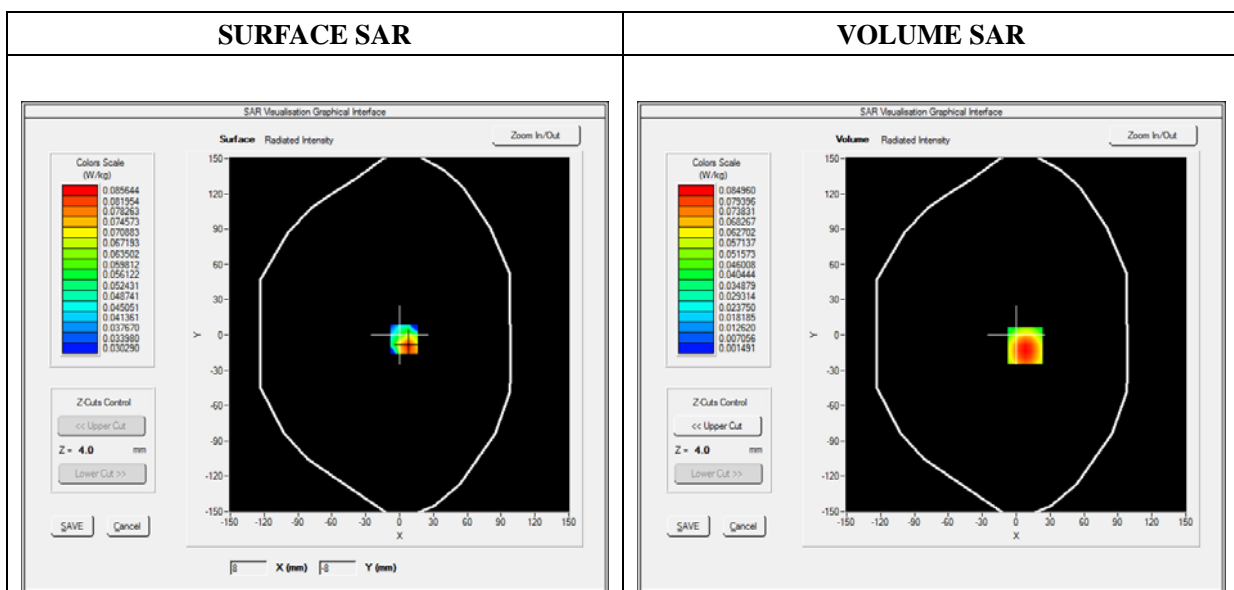 SURFACE SAR
VOLUME SAR
SAR Visualisation Graphical Interface
Surface Radiated Intensity
Zoom In/Out
Colors Scale
(W/kg)
0.085644
0.081954
0.078263
0.074573
0.070883
0.067193
0.063502
0.059812
0.056122
0.052431
0.048741
0.045051
0.041361
0.037670
0.033980
0.030290
150
120
90
60
30
0
-30
-60
-90
-120
-150
Y
-150 -120 -90 -60 -30 0 30 60 90 120 150
X
Z-Cuts Control
<< Upper Cut
Z = 4.0 mm
Lower Cut >>
SAVE Cancel
8 X (mm) -8 Y (mm)
SAR Visualisation Graphical Interface
Volume Radiated Intensity
Zoom In/Out
Colors Scale
(W/kg)
0.084960
0.079396
0.073831
0.068267
0.062702
0.057137
0.051573
0.046008
0.040444
0.034879
0.029314
0.023750
0.018185
0.012620
0.007056
0.001491
150
120
90
60
30
0
-30
-60
-90
-120
-150
Y
-150 -120 -90 -60 -30 0 30 60 90 120 150
X
Z-Cuts Control
<< Upper Cut
Z = 4.0 mm
Lower Cut >>
SAVE Cancel